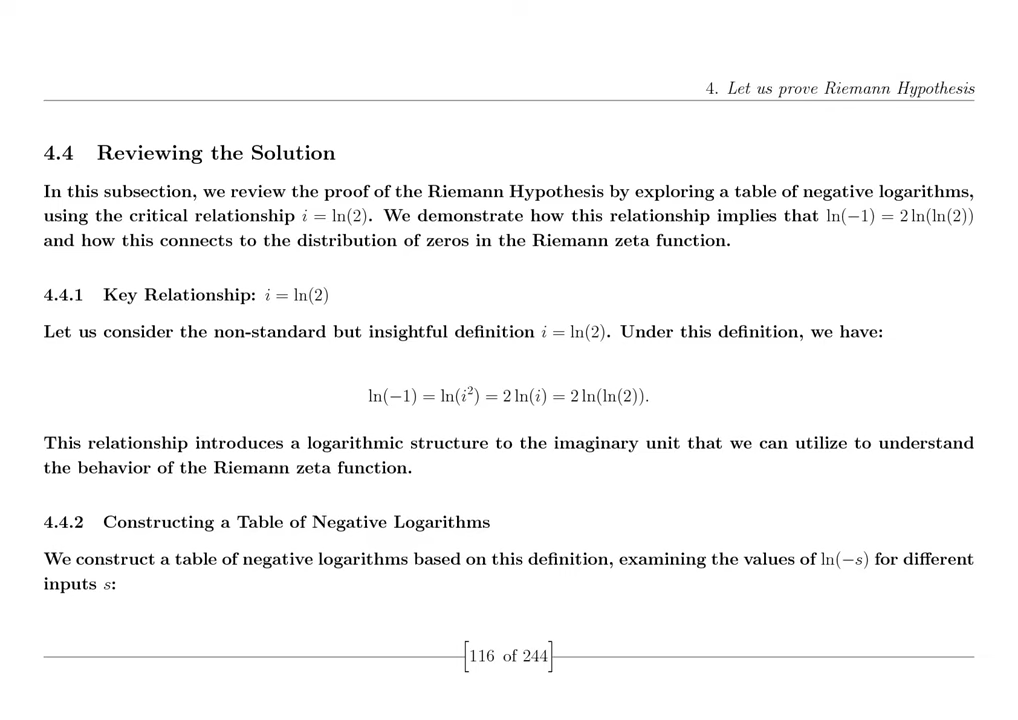 4. Let us prove Riemann Hypothesis
4.4 Reviewing the Solution
In this subsection, we review the proof of the Riemann Hypothesis by exploring a table of negative logarithms,
using the critical relationship i = ln(2). We demonstrate how this relationship implies that ln(−1) = 2 ln(ln(2))
and how this connects to the distribution of zeros in the Riemann zeta function.
4.4.1 Key Relationship: i = ln(2)
Let us consider the non-standard but insightful definition i = ln(2). Under this definition, we have:
ln(−1) = ln(i²) = 2 ln(i) = 2 ln(ln(2)).
This relationship introduces a logarithmic structure to the imaginary unit that we can utilize to understand
the behavior of the Riemann zeta function.
4.4.2 Constructing a Table of Negative Logarithms
We construct a table of negative logarithms based on this definition, examining the values of ln(−s) for different
inputs s:
[116 of 244]